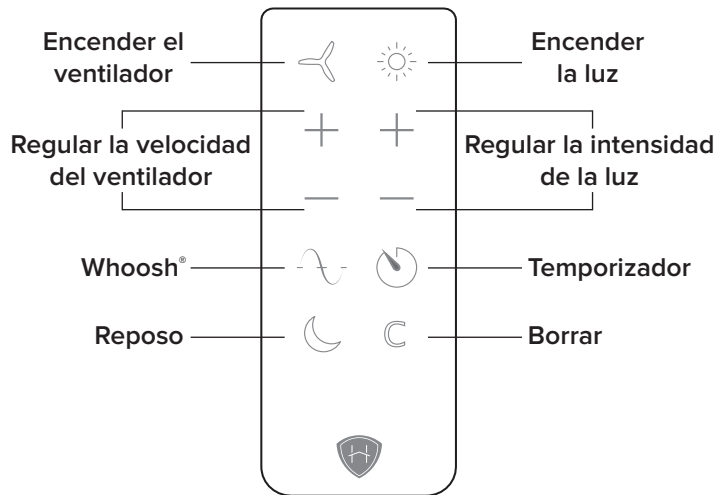 Encender el
ventilador
Encender
la luz
Regular la velocidad
del ventilador
Regular la intensidad
de la luz
Whoosh®
Temporizador
Reposo
Borrar
C